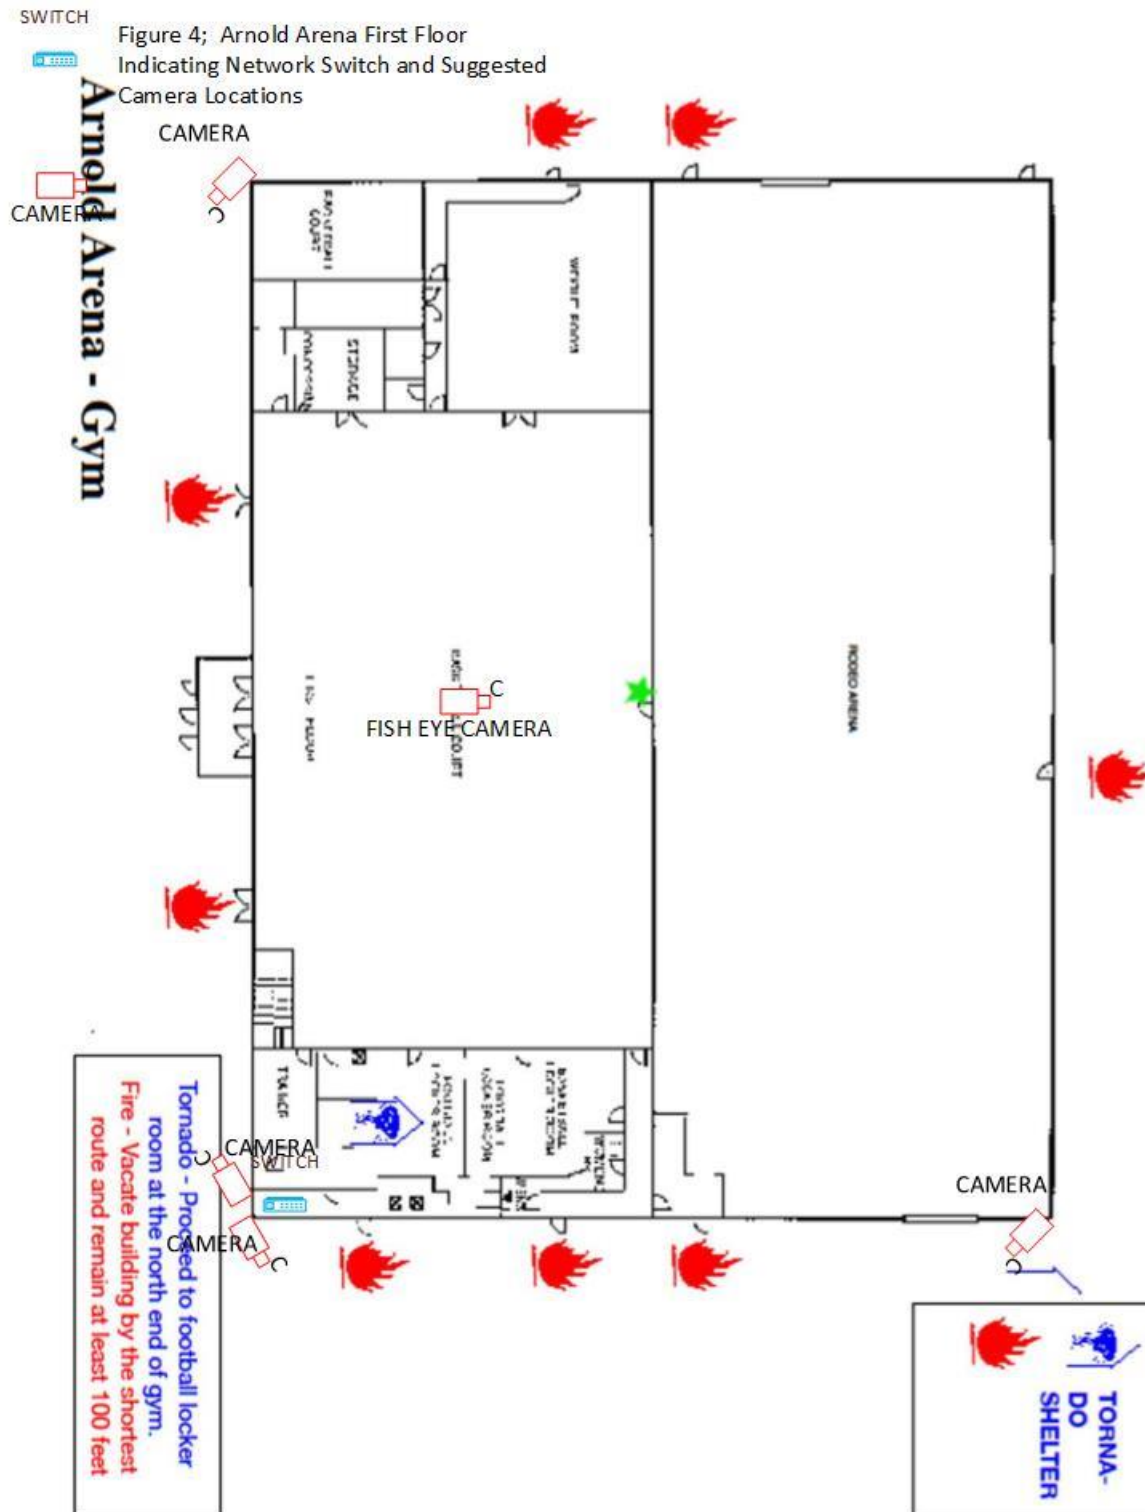 SWITCH
Figure 4; Arnold Arena First Floor
Indicating Network Switch and Suggested
Camera Locations
CAMERA
CAMERA
Arnold Arena - Gym
STORAGE
WEIGHT ROOM
RODEO ARENA
FISH EYE CAMERA
C
CAMERA
SWITCH
CAMERA
CAMERA
Tornado - Proceed to football locker
room at the north end of gym.
Fire - Vacate building by the shortest
route and remain at least 100 feet
TORNA-
DO
SHELTER